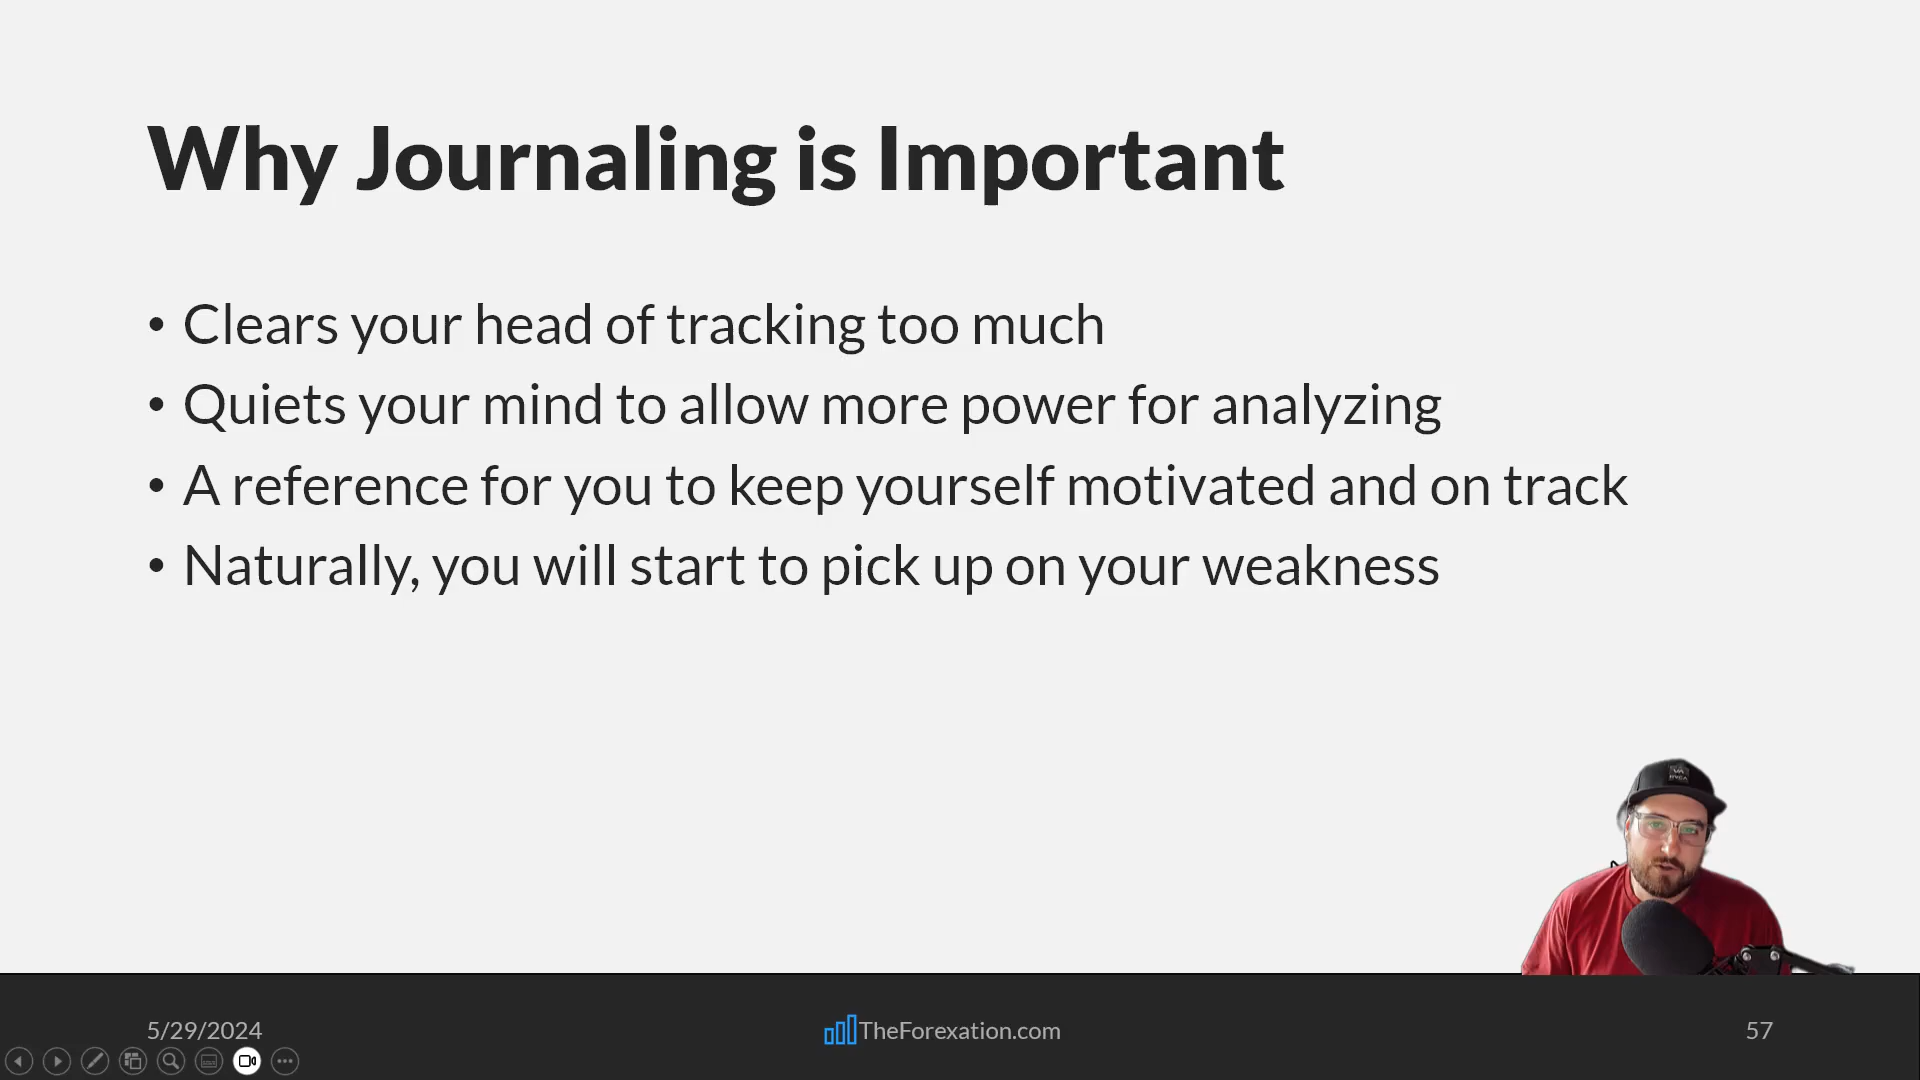 Why Journaling is Important
• Clears your head of tracking too much
• Quiets your mind to allow more power for analyzing
• A reference for you to keep yourself motivated and on track
• Naturally, you will start to pick up on your weakness
5/29/2024
TheForexation.com
57